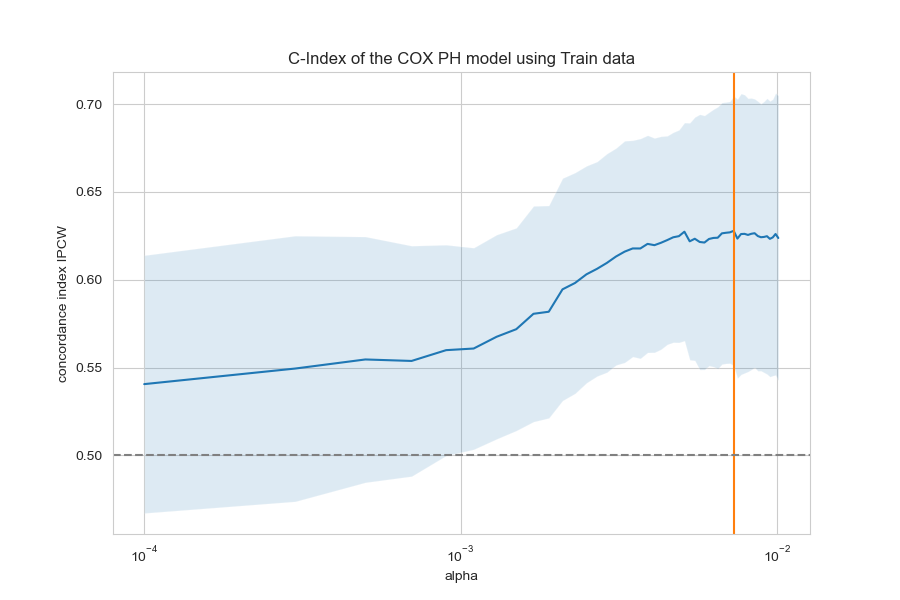 C-Index of the COX PH model using Train data
concordance index IPCW
0.70
0.65
0.60
0.55
0.50
10⁻⁴
10⁻³
10⁻²
alpha